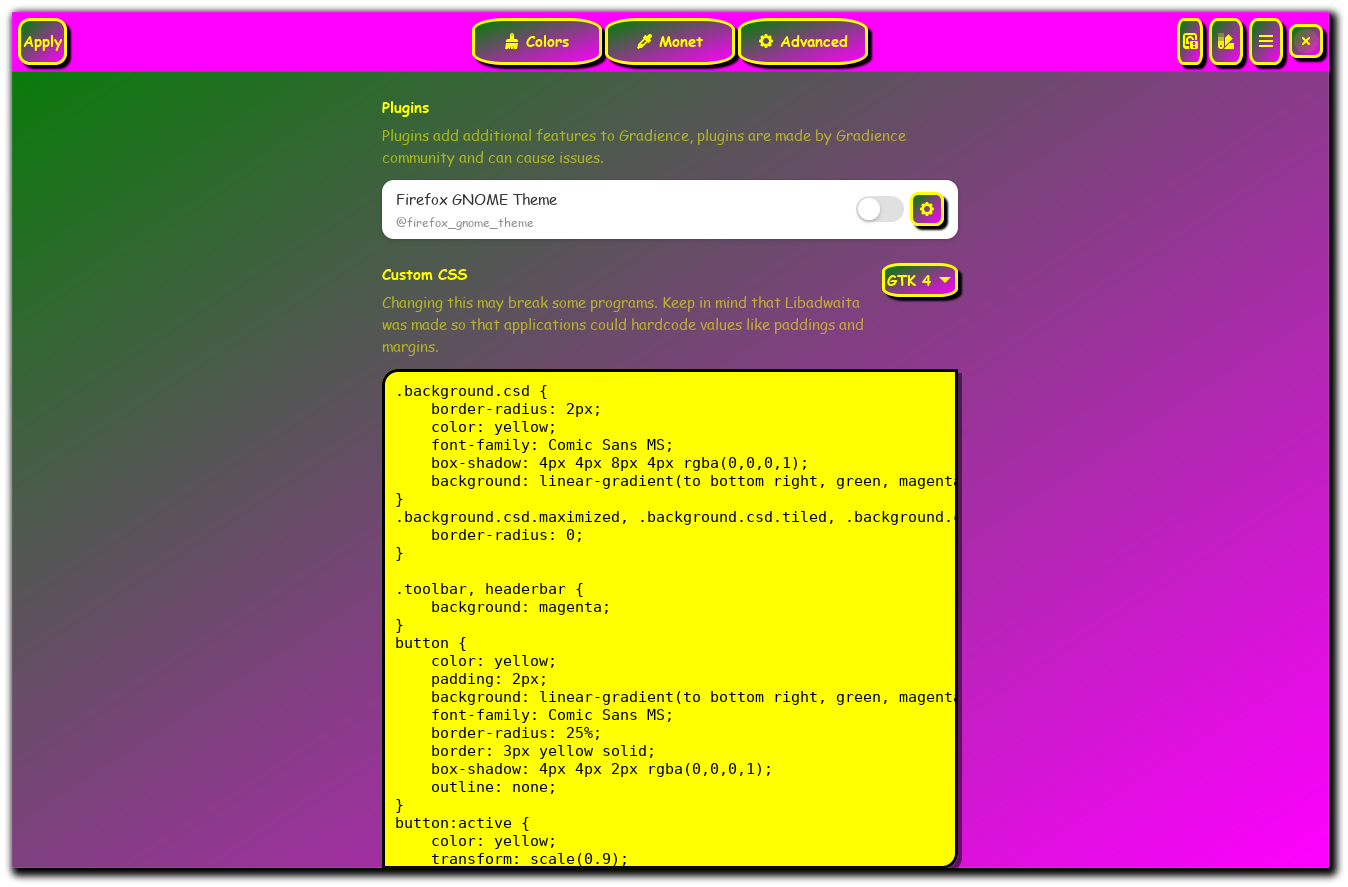 Apply
Colors
Monet
Advanced
Plugins
Plugins add additional features to Gradience, plugins are made by Gradience
community and can cause issues.
Firefox GNOME Theme
@firefox_gnome_theme
Custom CSS
GTK 4
Changing this may break some programs. Keep in mind that Libadwaita
was made so that applications could hardcode values like paddings and
margins.
.background.csd {
    border-radius: 2px;
    color: yellow;
    font-family: Comic Sans MS;
    box-shadow: 4px 4px 8px 4px rgba(0,0,0,1);
    background: linear-gradient(to bottom right, green, magenta
}
.background.csd.maximized, .background.csd.tiled, .background.
    border-radius: 0;
}
.toolbar, headerbar {
    background: magenta;
}
button {
    color: yellow;
    padding: 2px;
    background: linear-gradient(to bottom right, green, magenta
    font-family: Comic Sans MS;
    border-radius: 25%;
    border: 3px yellow solid;
    box-shadow: 4px 4px 2px rgba(0,0,0,1);
    outline: none;
}
button:active {
    color: yellow;
    transform: scale(0.9);